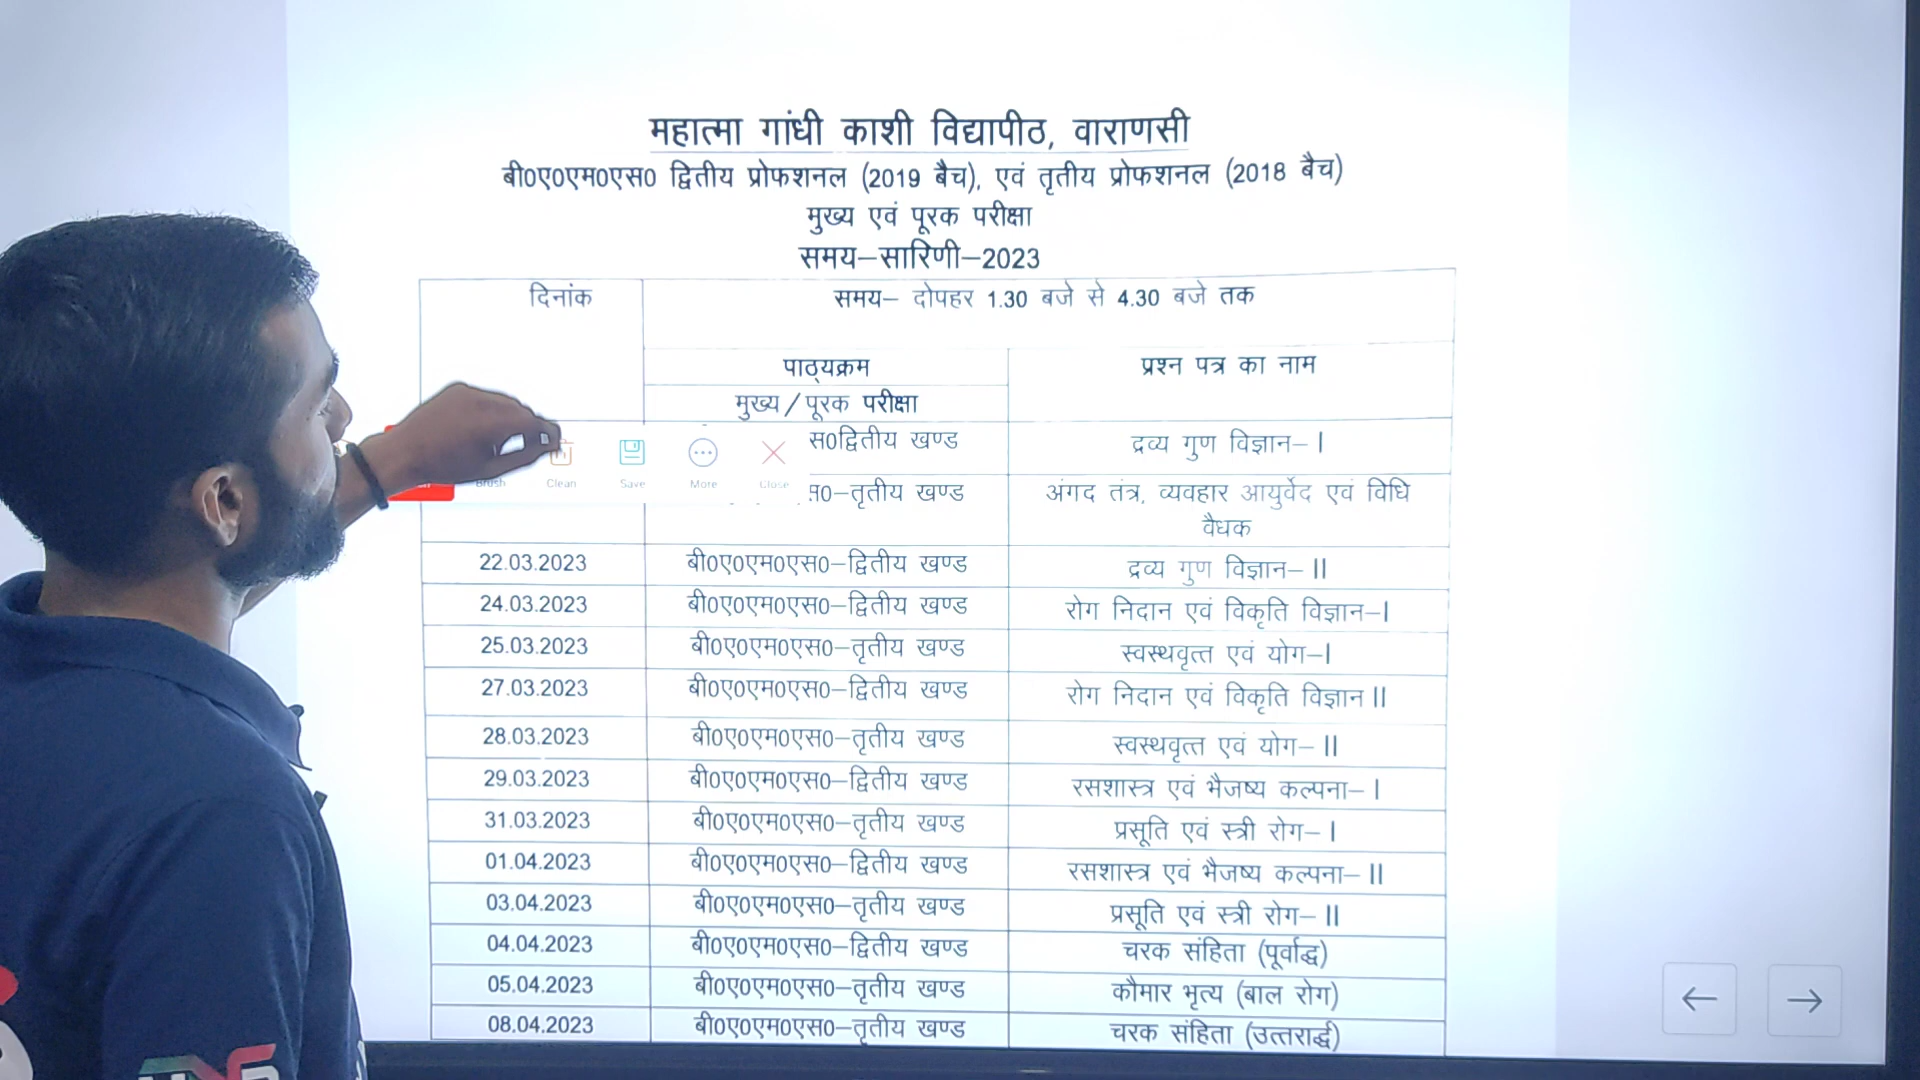 महात्मा गांधी काशी विद्यापीठ, वाराणसी
बी0ए0एम0एस0 द्वितीय प्रोफशनल (2019 बैच), एवं तृतीय प्रोफशनल (2018 बैच)
मुख्य एवं पूरक परीक्षा
समय–सारिणी–2023
दिनांक समय– दोपहर 1.30 बजे से 4.30 बजे तक
पाठ्यक्रम प्रश्न पत्र का नाम
मुख्य/पूरक परीक्षा
स0द्वितीय खण्ड द्रव्य गुण विज्ञान– I
Brush Clean Save More Close
–तृतीय खण्ड अंगद तंत्र, व्यवहार आयुर्वेद एवं विधि
वैधक
22.03.2023 बी0ए0एम0एस0–द्वितीय खण्ड द्रव्य गुण विज्ञान– II
24.03.2023 बी0ए0एम0एस0–द्वितीय खण्ड रोग निदान एवं विकृति विज्ञान–I
25.03.2023 बी0ए0एम0एस0–तृतीय खण्ड स्वस्थवृत्त एवं योग–I
27.03.2023 बी0ए0एम0एस0–द्वितीय खण्ड रोग निदान एवं विकृति विज्ञान II
28.03.2023 बी0ए0एम0एस0–तृतीय खण्ड स्वस्थवृत्त एवं योग– II
29.03.2023 बी0ए0एम0एस0–द्वितीय खण्ड रसशास्त्र एवं भैजष्य कल्पना– I
31.03.2023 बी0ए0एम0एस0–तृतीय खण्ड प्रसूति एवं स्त्री रोग– I
01.04.2023 बी0ए0एम0एस0–द्वितीय खण्ड रसशास्त्र एवं भैजष्य कल्पना– II
03.04.2023 बी0ए0एम0एस0–तृतीय खण्ड प्रसूति एवं स्त्री रोग– II
04.04.2023 बी0ए0एम0एस0–द्वितीय खण्ड चरक संहिता (पूर्वाद्ध)
05.04.2023 बी0ए0एम0एस0–तृतीय खण्ड कौमार भृत्य (बाल रोग)
08.04.2023 बी0ए0एम0एस0–तृतीय खण्ड चरक संहिता (उत्तरार्द्ध)